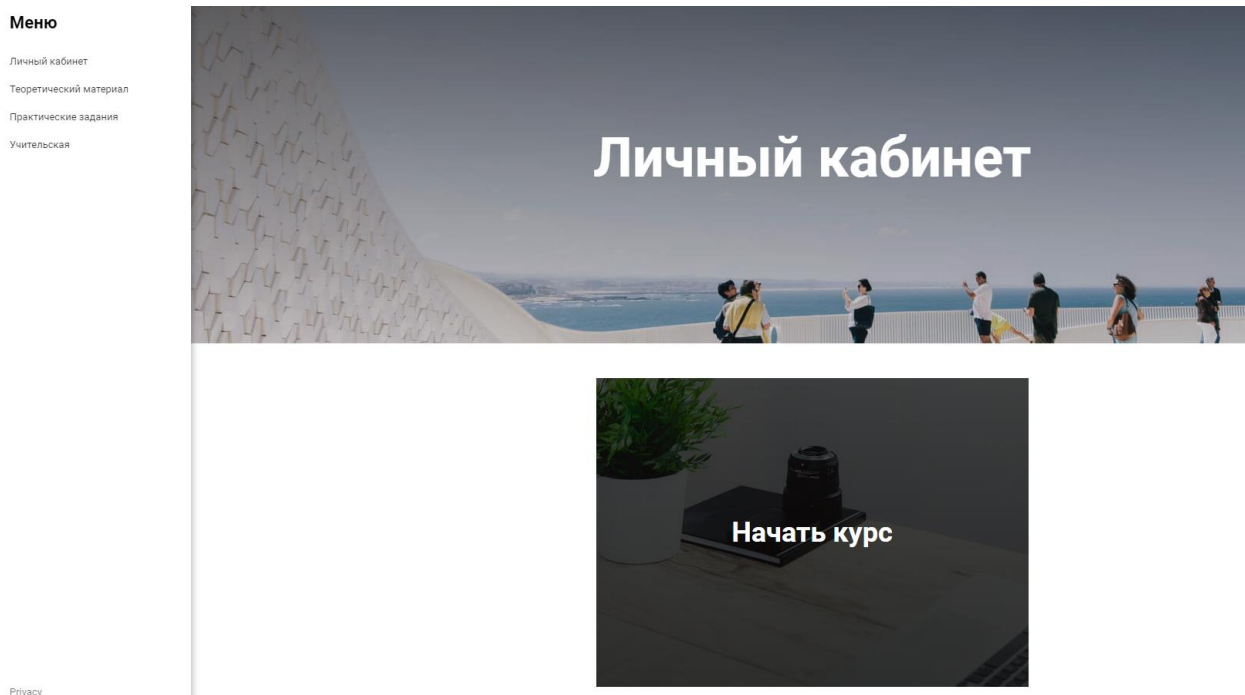 Меню
Личный кабинет
Теоретический материал
Практические задания
Учительская
Личный кабинет
Начать курс
Privacy